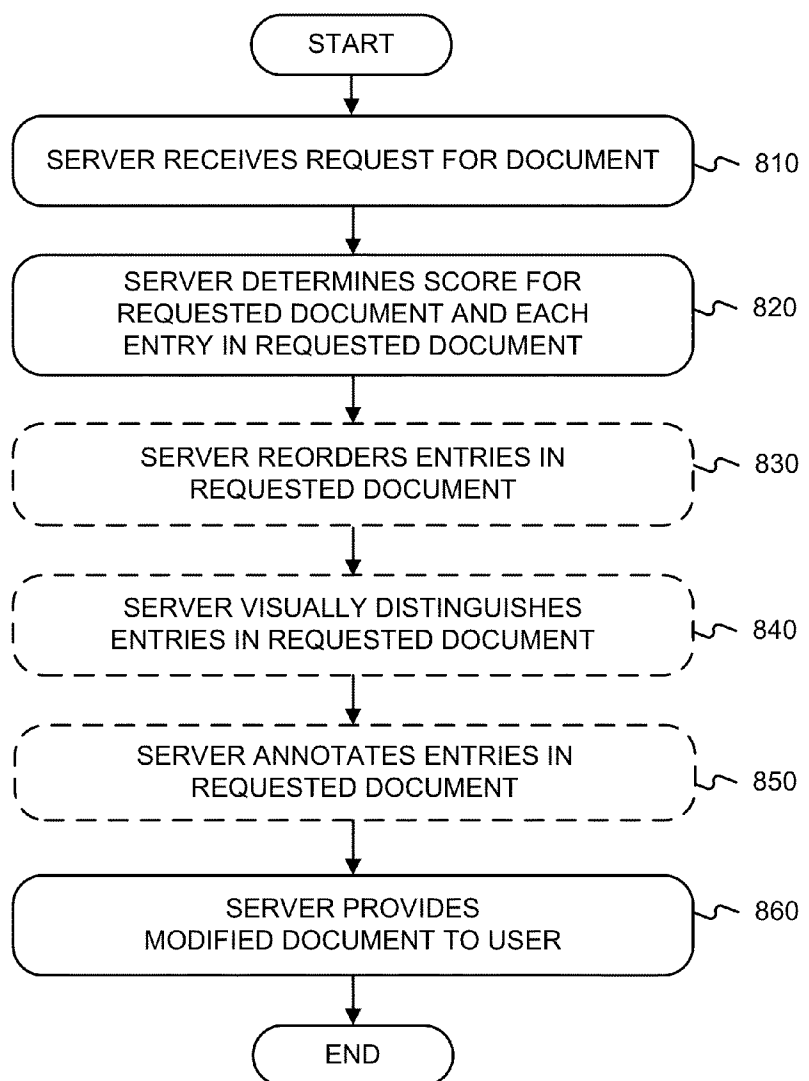 START
SERVER RECEIVES REQUEST FOR DOCUMENT
810
SERVER DETERMINES SCORE FOR
REQUESTED DOCUMENT AND EACH
ENTRY IN REQUESTED DOCUMENT
820
SERVER REORDERS ENTRIES IN
REQUESTED DOCUMENT
830
SERVER VISUALLY DISTINGUISHES
ENTRIES IN REQUESTED DOCUMENT
840
SERVER ANNOTATES ENTRIES IN
REQUESTED DOCUMENT
850
SERVER PROVIDES
MODIFIED DOCUMENT TO USER
860
END